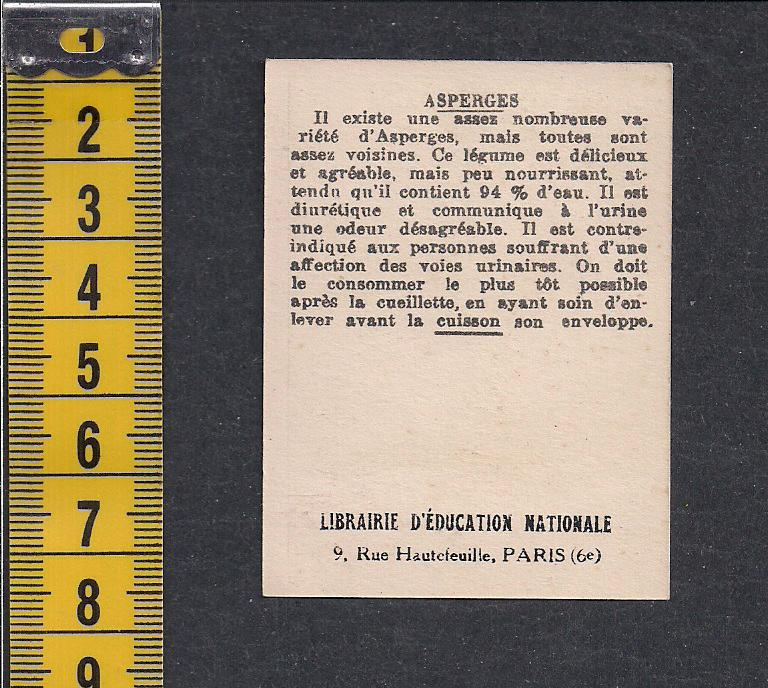 1
2
3
4
5
6
7
8
9
ASPERGES
Il existe une assez nombreuse va-
riété d'Asperges, mais toutes sont
assez voisines. Ce légume est délicieux
et agréable, mais peu nourrissant, at-
tendu qu'il contient 94 % d'eau. Il est
diurétique et communique à l'urine
une odeur désagréable. Il est contre-
indiqué aux personnes souffrant d'une
affection des voies urinaires. On doit
le consommer le plus tôt possible
après la cueillette, en ayant soin d'en-
lever avant la cuisson son enveloppe.
LIBRAIRIE D'ÉDUCATION NATIONALE
9, Rue Hautefeuille, PARIS (6e)